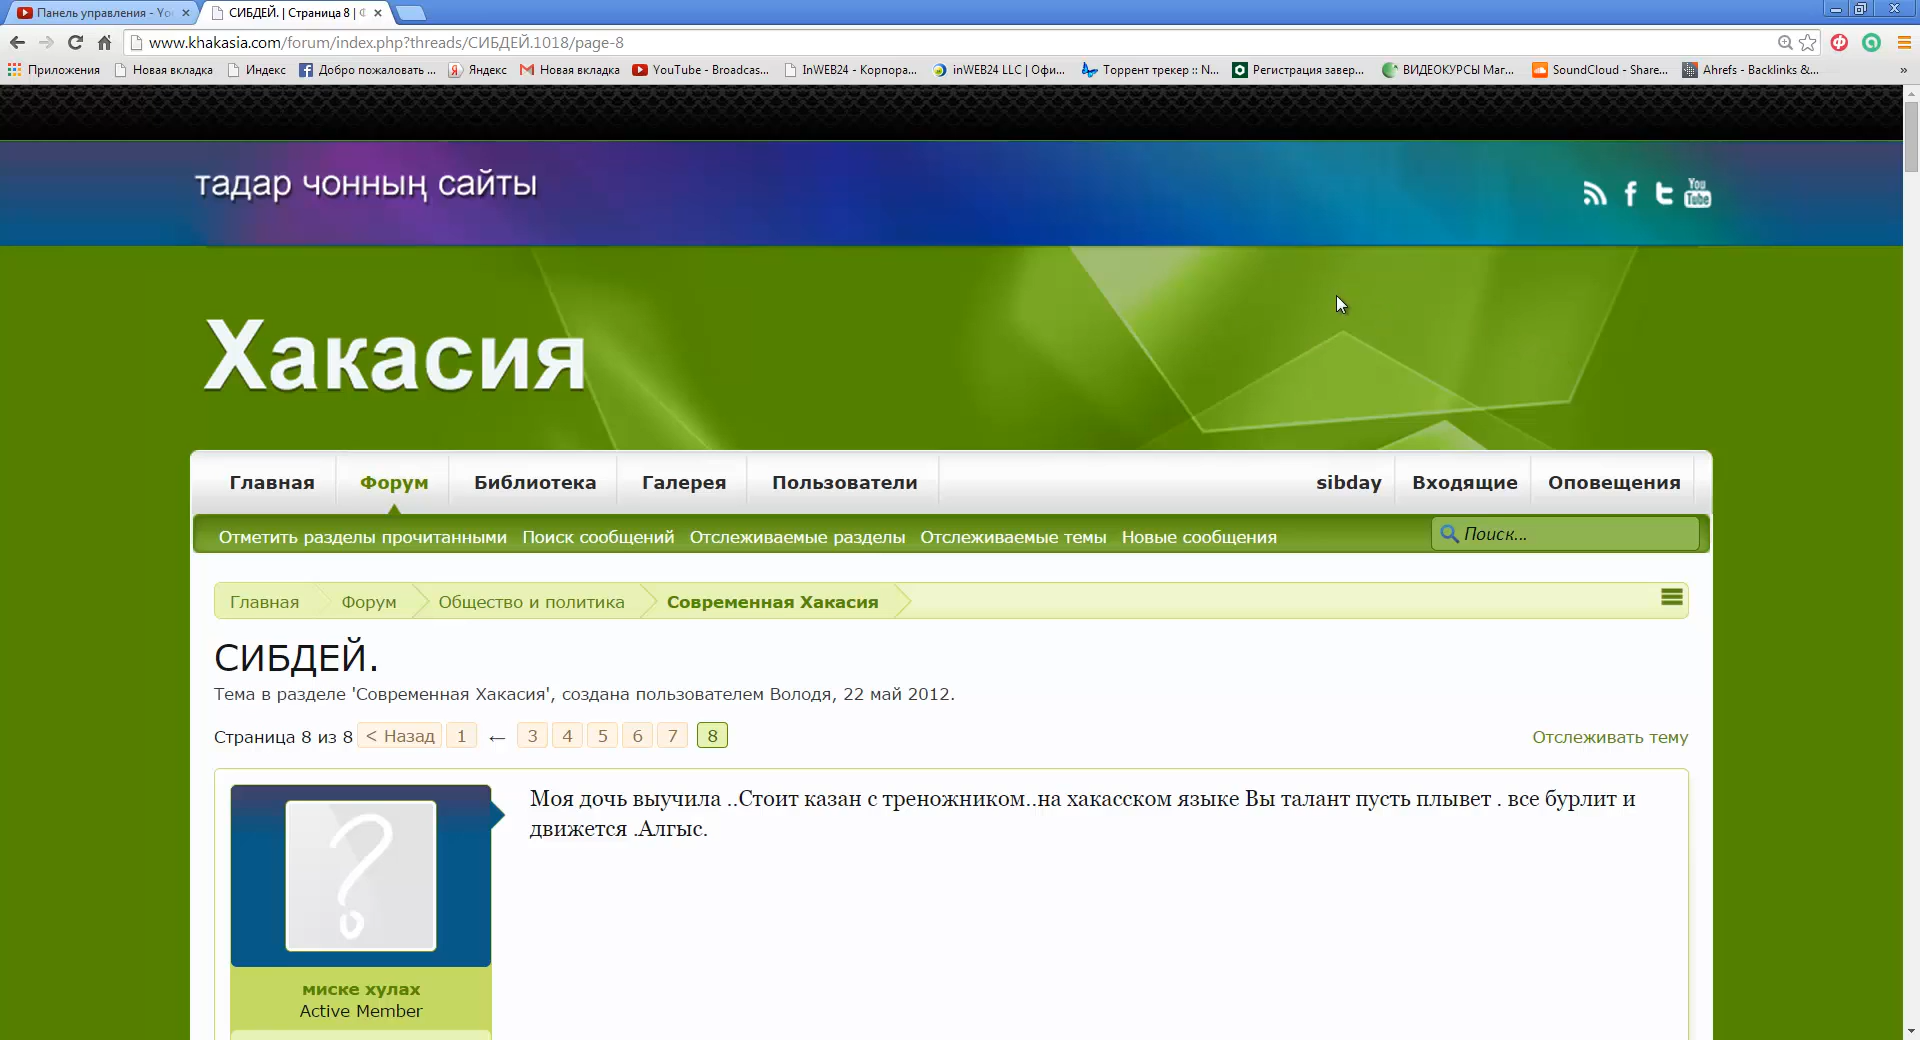 Панель управления - Yo
СИБДЕЙ. | Страница 8 |
www.khakasia.com/forum/index.php?threads/СИБДЕЙ.1018/page-8
Приложения Новая вкладка Индекс Добро пожаловать ... Яндекс Новая вкладка YouTube - Broadcas... InWEB24 - Корпора... inWEB24 LLC | Офи... Торрент трекер :: N... Регистрация завер... ВИДЕОКУРСЫ Маг... SoundCloud - Share... Ahrefs - Backlinks &... »
тадар чонның сайты
You Tube
Хакасия
Главная Форум Библиотека Галерея Пользователи sibday Входящие Оповещения
Отметить разделы прочитанными Поиск сообщений Отслеживаемые разделы Отслеживаемые темы Новые сообщения Поиск...
Главная Форум Общество и политика Современная Хакасия
СИБДЕЙ.
Тема в разделе 'Современная Хакасия', создана пользователем Володя, 22 май 2012.
Страница 8 из 8 < Назад 1 ← 3 4 5 6 7 8 Отслеживать тему
Моя дочь выучила ..Стоит казан с треножником..на хакасском языке Вы талант пусть плывет . все бурлит и
движется .Алгыс.
миске хулах
Active Member